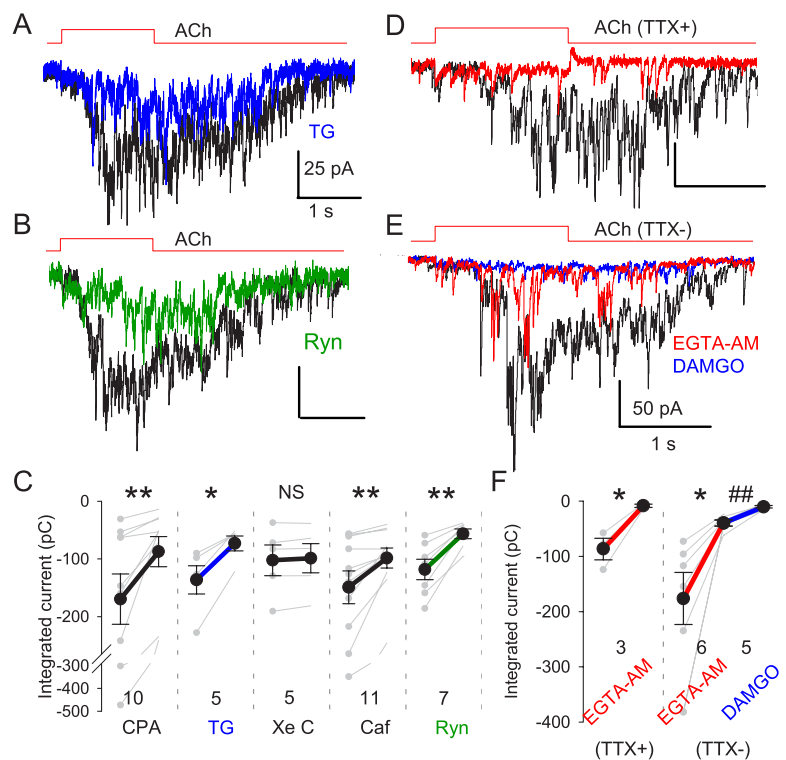 A
ACh
TG
25 pA
1 s
B
ACh
Ryn
D
ACh (TTX+)
E
ACh (TTX-)
EGTA-AM
DAMGO
50 pA
1 s
C
** * NS ** **
Integrated current (pC)
0
-100
-200
-300
-400
-500
10 5 5 11 7
CPA TG Xe C Caf Ryn
F
* * ##
Integrated current (pC)
0
-100
-200
-300
-400
3 6 5
EGTA-AM EGTA-AM DAMGO
(TTX+) (TTX-)